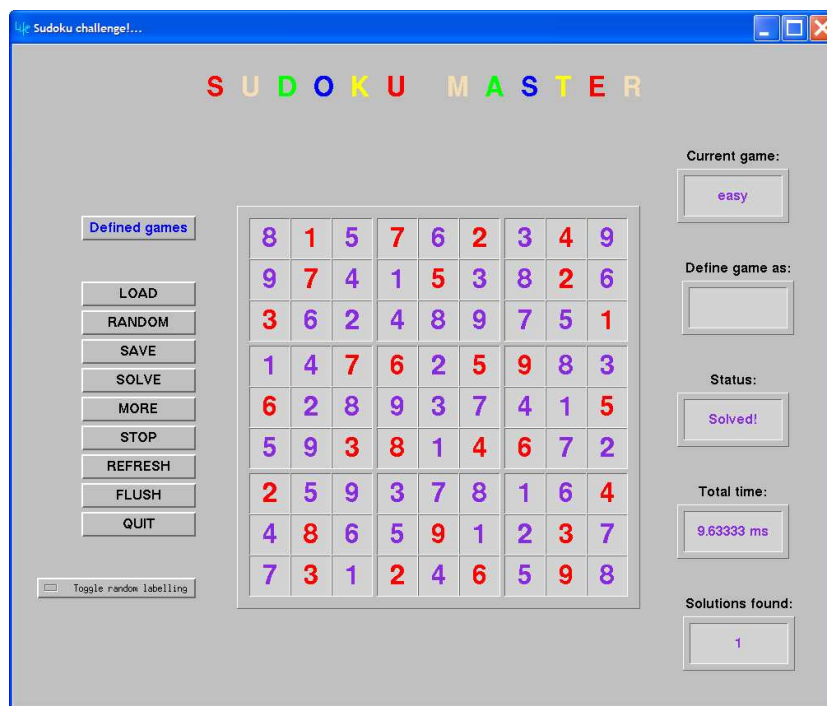 Sudoku challenge!...
SUDOKU MASTER
Current game:
easy
Defined games
Define game as:
LOAD
RANDOM
SAVE
SOLVE
MORE
STOP
REFRESH
FLUSH
QUIT
Toggle random labelling
8 1 5 7 6 2 3 4 9
9 7 4 1 5 3 8 2 6
3 6 2 4 8 9 7 5 1
1 4 7 6 2 5 9 8 3
6 2 8 9 3 7 4 1 5
5 9 3 8 1 4 6 7 2
2 5 9 3 7 8 1 6 4
4 8 6 5 9 1 2 3 7
7 3 1 2 4 6 5 9 8
Status:
Solved!
Total time:
9.63333 ms
Solutions found:
1